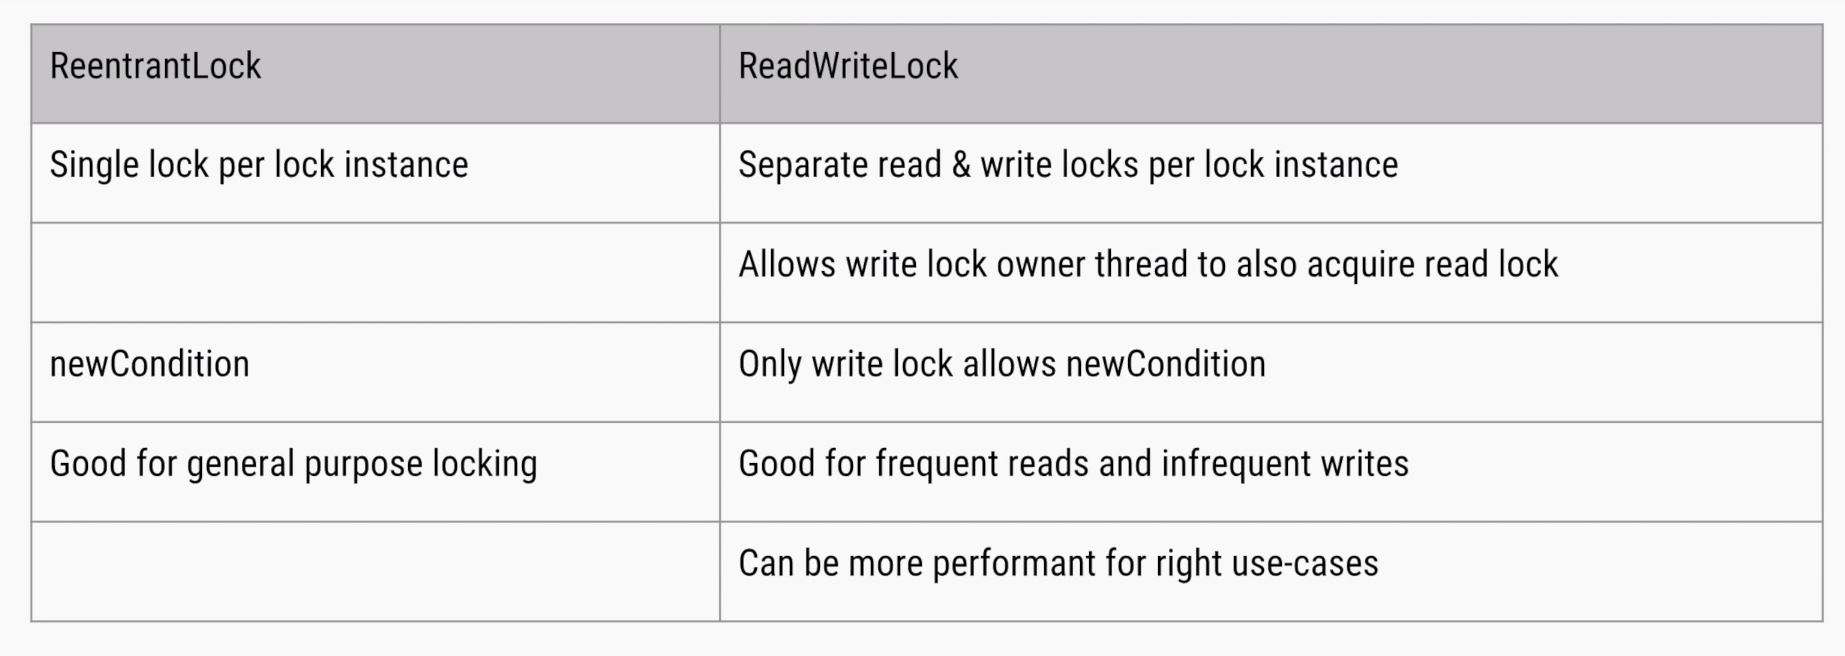 ReentrantLock
ReadWriteLock
Single lock per lock instance
Separate read & write locks per lock instance
Allows write lock owner thread to also acquire read lock
newCondition
Only write lock allows newCondition
Good for general purpose locking
Good for frequent reads and infrequent writes
Can be more performant for right use-cases